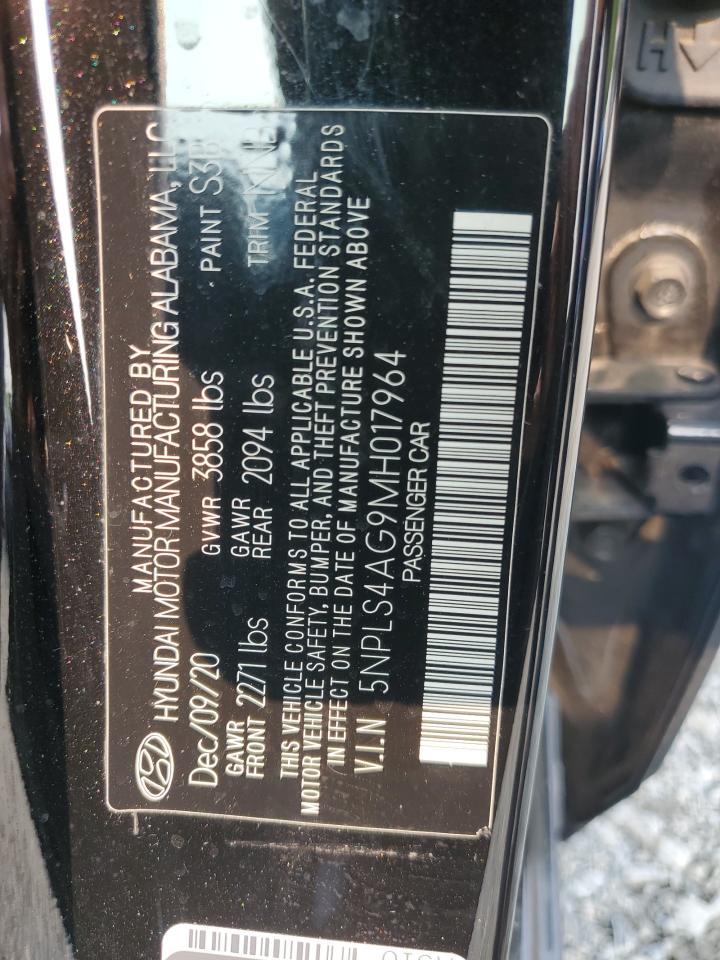 MANUFACTURED BY
HYUNDAI MOTOR MANUFACTURING ALABAMA, LLC
Dec/09/20 GVWR 3858 lbs PAINT
GAWR FRONT 2271 lbs GAWR REAR 2094 lbs TRIM
THIS VEHICLE CONFORMS TO ALL APPLICABLE U.S.A. FEDERAL
MOTOR VEHICLE SAFETY, BUMPER, AND THEFT PREVENTION STANDARDS
IN EFFECT ON THE DATE OF MANUFACTURE SHOWN ABOVE
V.I.N 5NPLS4AG9MH017964
PASSENGER CAR
H